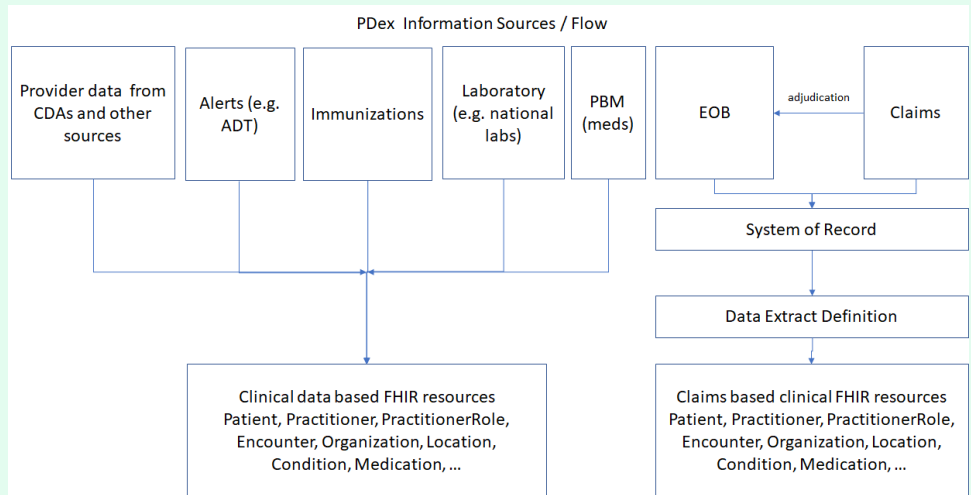 PDex Information Sources / Flow
Provider data from
CDAs and other
sources
Alerts (e.g.
ADT)
Immunizations
Laboratory
(e.g. national
labs)
PBM
(meds)
EOB
adjudication
Claims
System of Record
Data Extract Definition
Clinical data based FHIR resources
Patient, Practitioner, PractitionerRole,
Encounter, Organization, Location,
Condition, Medication, ...
Claims based clinical FHIR resources
Patient, Practitioner, PractitionerRole,
Encounter, Organization, Location,
Condition, Medication, ...